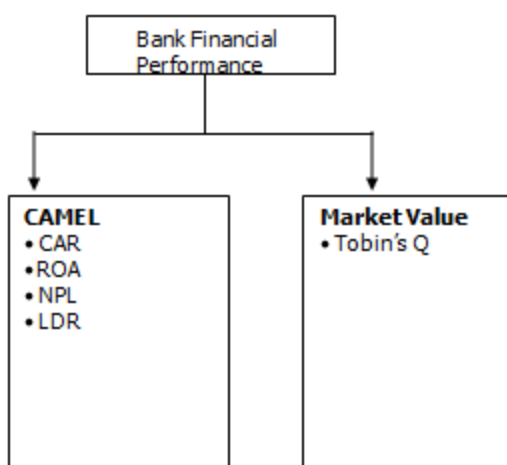 Bank Financial
Performance
CAMEL
• CAR
• ROA
• NPL
• LDR
Market Value
• Tobin's Q